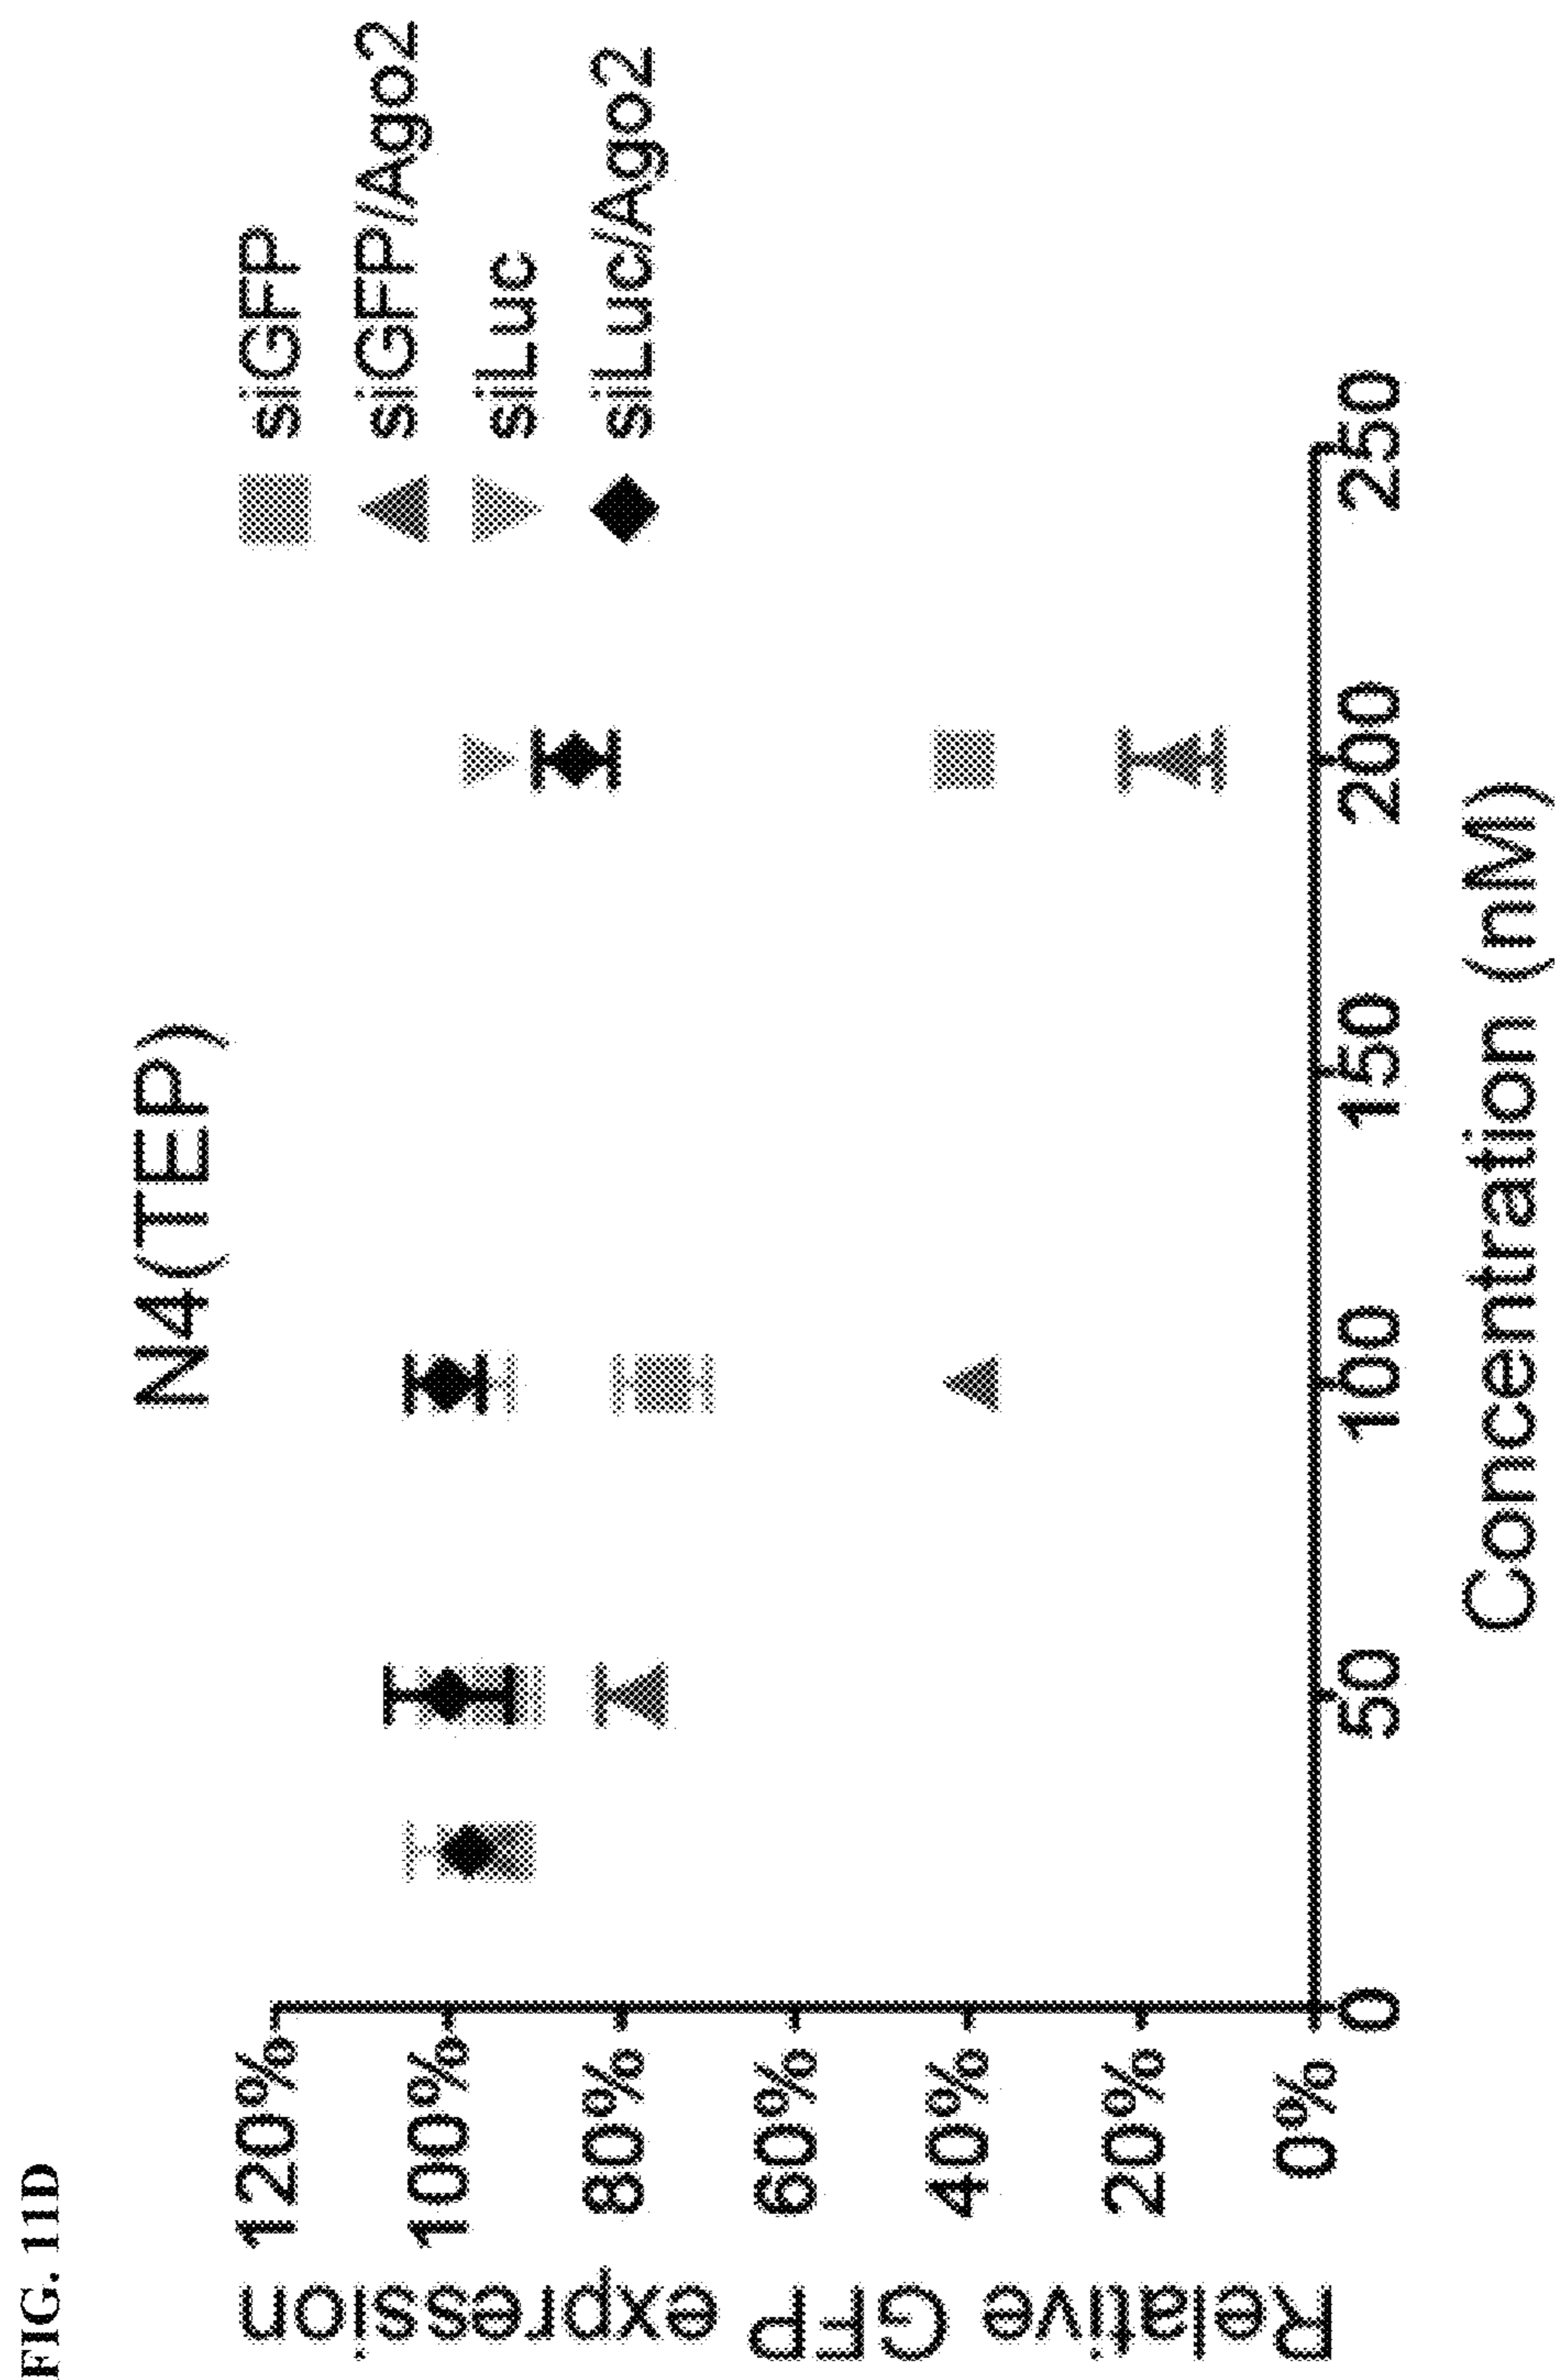 FIG. 11D
N4(TEP)
siGFP
siGFP/Ago2
siLuc
siLuc/Ago2
Relative GFP expression
120%
100%
80%
60%
40%
20%
0%
0
50
100
150
200
250
Concentration (nM)